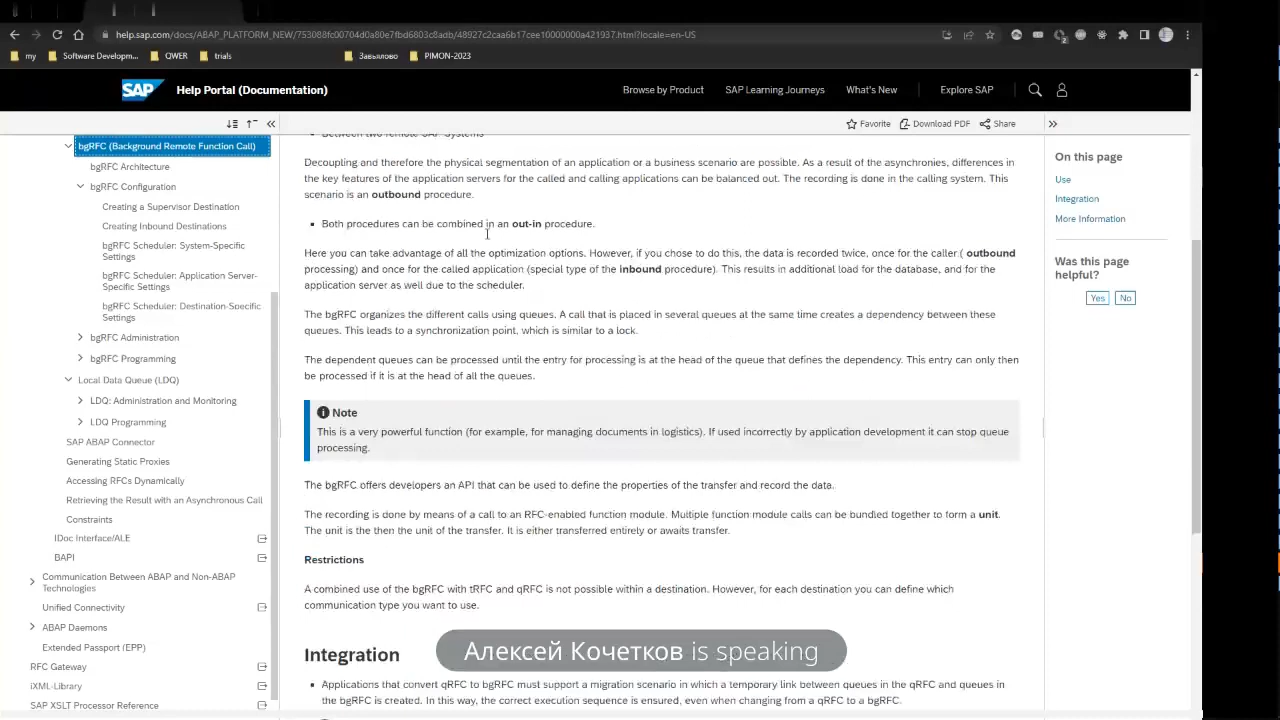 help.sap.com/docs/ABAP_PLATFORM_NEW/753088fc00704d0a80e7fbd6803c8adb/48927c2caa6b17cee10000000a421937.html?locale=en-US
my
Software Developm...
QWER
trials
Завыллово
PIMON-2023
SAP
Help Portal (Documentation)
Browse by Product
SAP Learning Journeys
What's New
Explore SAP
Favorite
Download PDF
Share
bgRFC (Background Remote Function Call)
bgRFC Architecture
bgRFC Configuration
Creating a Supervisor Destination
Creating Inbound Destinations
bgRFC Scheduler: System-Specific
Settings
bgRFC Scheduler: Application Server-
Specific Settings
bgRFC Scheduler: Destination-Specific
Settings
bgRFC Administration
bgRFC Programming
Local Data Queue (LDQ)
LDQ: Administration and Monitoring
LDQ Programming
SAP ABAP Connector
Generating Static Proxies
Accessing RFCs Dynamically
Retrieving the Result with an Asynchronous Call
Constraints
IDoc Interface/ALE
BAPI
Communication Between ABAP and Non-ABAP
Technologies
Unified Connectivity
ABAP Daemons
Extended Passport (EPP)
RFC Gateway
iXML-Library
SAP XSLT Processor Reference
Between two remote SAP Systems
Decoupling and therefore the physical segmentation of an application or a business scenario are possible. As a result of the asynchronies, differences in
the key features of the application servers for the called and calling applications can be balanced out. The recording is done in the calling system. This
scenario is an outbound procedure.
Both procedures can be combined in an out-in procedure.
Here you can take advantage of all the optimization options. However, if you chose to do this, the data is recorded twice, once for the caller ( outbound
processing) and once for the called application (special type of the inbound procedure). This results in additional load for the database, and for the
application server as well due to the scheduler.
The bgRFC organizes the different calls using queues. A call that is placed in several queues at the same time creates a dependency between these
queues. This leads to a synchronization point, which is similar to a lock.
The dependent queues can be processed until the entry for processing is at the head of the queue that defines the dependency. This entry can only then
be processed if it is at the head of all the queues.
Note
This is a very powerful function (for example, for managing documents in logistics). If used incorrectly by application development it can stop queue
processing.
The bgRFC offers developers an API that can be used to define the properties of the transfer and record the data.
The recording is done by means of a call to an RFC-enabled function module. Multiple function module calls can be bundled together to form a unit.
The unit is the then the unit of the transfer. It is either transferred entirely or awaits transfer.
Restrictions
A combined use of the bgRFC with tRFC and qRFC is not possible within a destination. However, for each destination you can define which
communication type you want to use.
Integration
Applications that convert qRFC to bgRFC must support a migration scenario in which a temporary link between queues in the qRFC and queues in
the bgRFC is created. In this way, the correct execution sequence is ensured, even when changing from a qRFC to a bgRFC.
On this page
Use
Integration
More Information
Was this page
helpful?
Yes
No
Алексей Кочетков is speaking